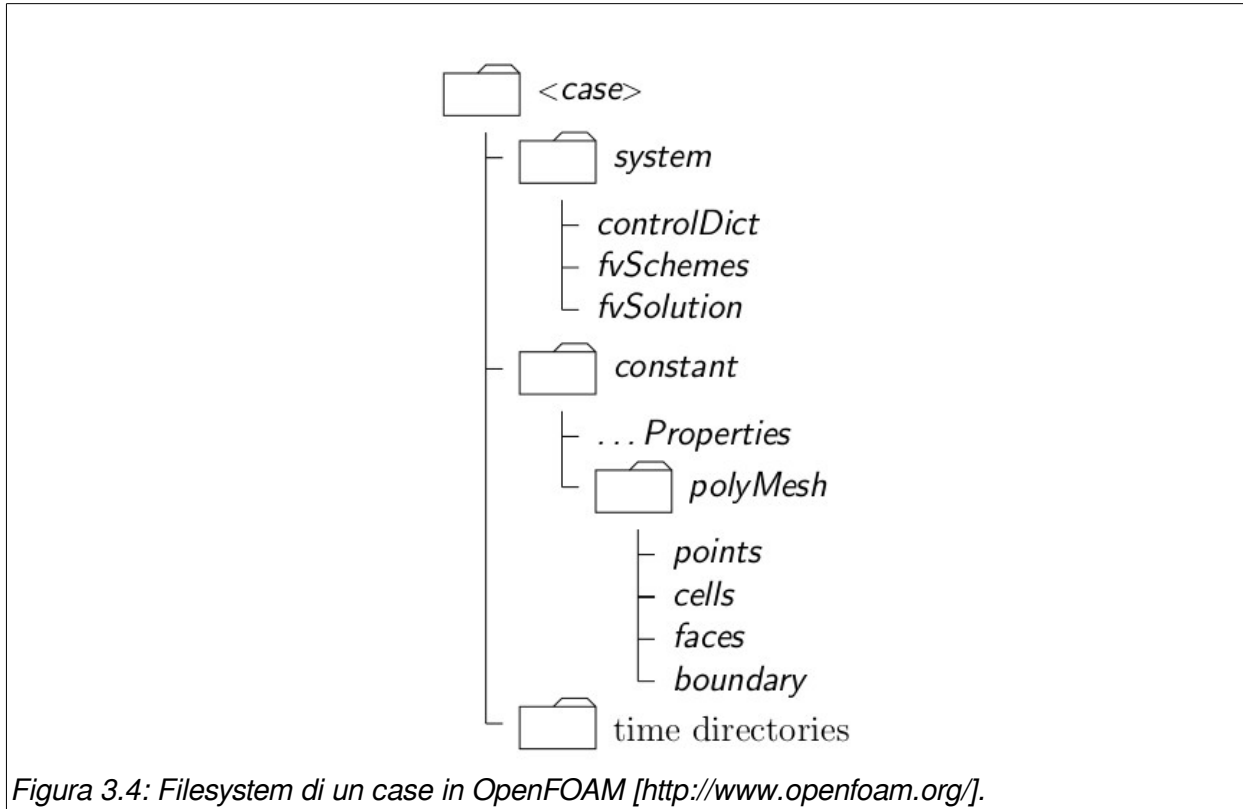 <case>
system
controlDict
fvSchemes
fvSolution
constant
. . . Properties
polyMesh
points
cells
faces
boundary
time directories
Figura 3.4: Filesystem di un case in OpenFOAM [http://www.openfoam.org/].